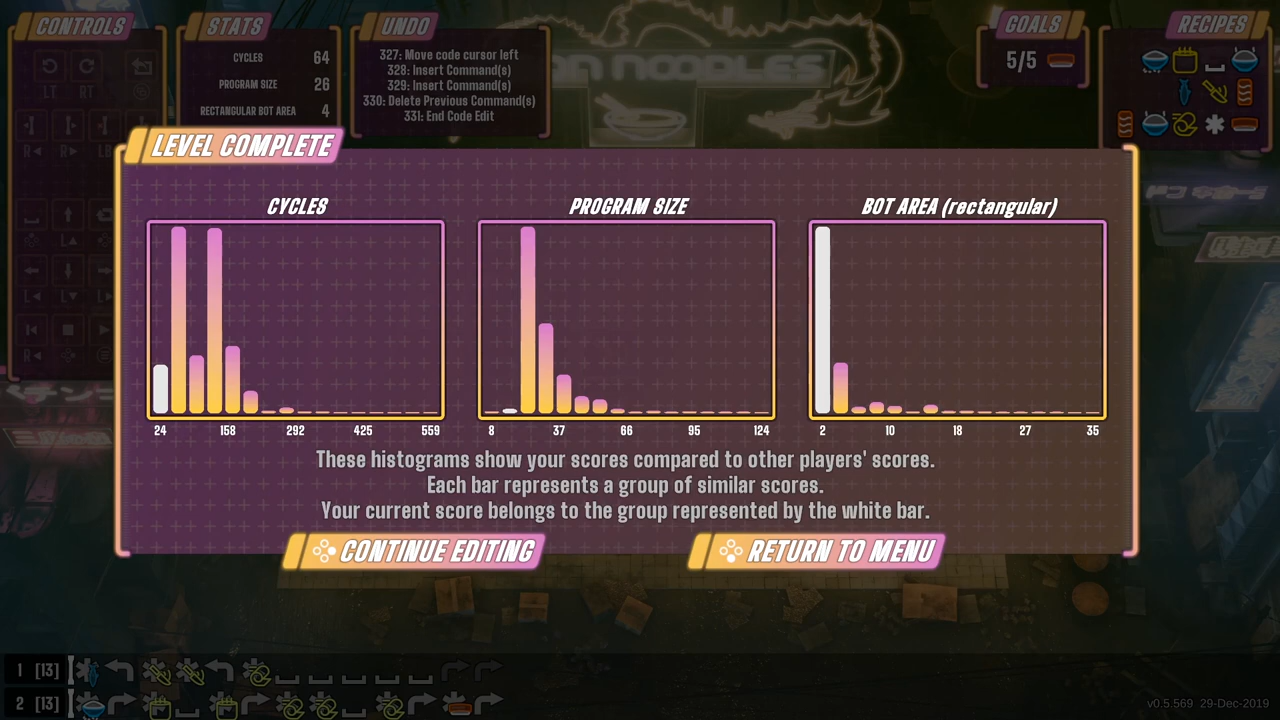 CONTROLS
STATS
UNDO
GOALS
RECIPES
CYCLES 64
PROGRAM SIZE 26
RECTANGULAR BOT AREA 4
327: Move code cursor left
328: Insert Command(s)
329: Insert Command(s)
330: Delete Previous Command(s)
331: End Code Edit
NOODLES
5/5
LT RT
LEVEL COMPLETE
CYCLES
PROGRAM SIZE
BOT AREA (rectangular)
24 158 292 425 559
8 37 66 95 124
2 10 18 27 35
These histograms show your scores compared to other players' scores.
Each bar represents a group of similar scores.
Your current score belongs to the group represented by the white bar.
CONTINUE EDITING
RETURN TO MENU
1 [13]
2 [13]
v0.5.569 29-Dec-2019